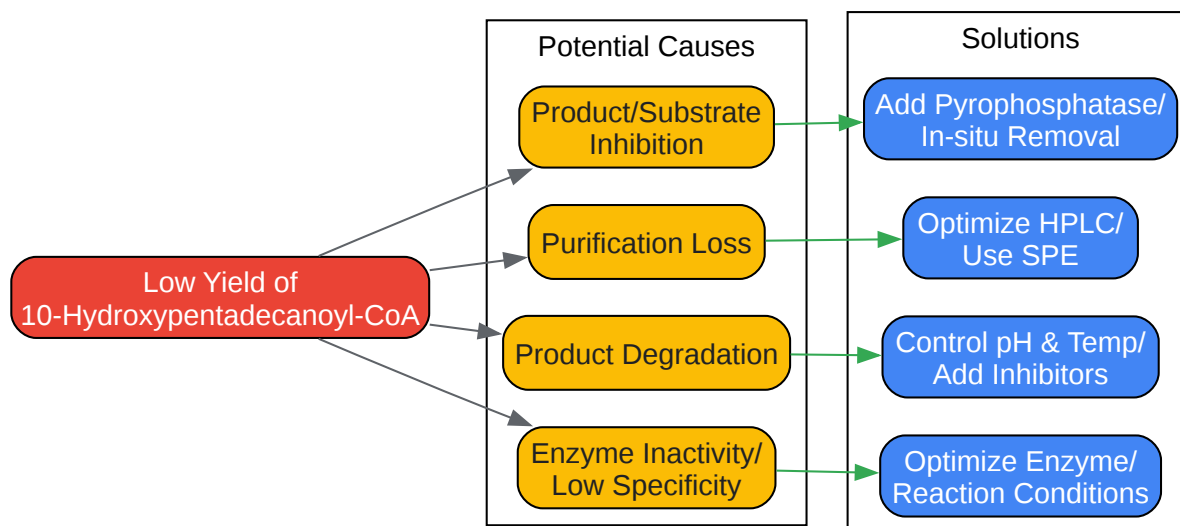 Potential Causes
Solutions
Product/Substrate
Inhibition
Add Pyrophosphatase/
In-situ Removal
Purification Loss
Optimize HPLC/
Use SPE
Low Yield of
10-Hydroxypentadecanoyl-CoA
Product Degradation
Control pH & Temp/
Add Inhibitors
Enzyme Inactivity/
Low Specificity
Optimize Enzyme/
Reaction Conditions